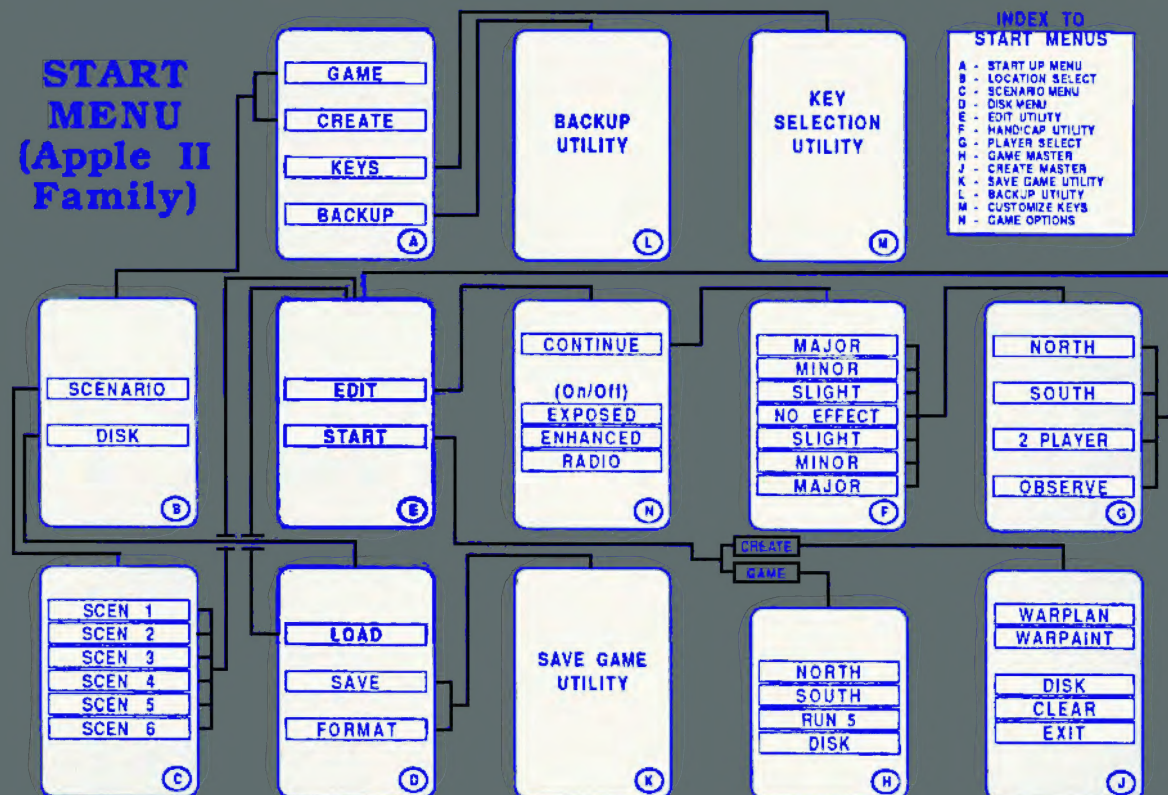 START
MENU
(Apple II
Family)
GAME
CREATE
KEYS
BACKUP
A
BACKUP
UTILITY
L
KEY
SELECTION
UTILITY
M
INDEX TO
START MENUS
A - START UP MENU
B - LOCATION SELECT
C - SCENARIO MENU
D - DISK MENU
E - EDIT UTILITY
F - HANDICAP UTILITY
G - PLAYER SELECT
H - GAME MASTER
J - CREATE MASTER
K - SAVE GAME UTILITY
L - BACKUP UTILITY
M - CUSTOMIZE KEYS
N - GAME OPTIONS
SCENARIO
DISK
B
EDIT
START
E
CONTINUE
(On/Off)
EXPOSED
ENHANCED
RADIO
N
MAJOR
MINOR
SLIGHT
NO EFFECT
SLIGHT
MINOR
MAJOR
F
NORTH
SOUTH
2 PLAYER
OBSERVE
G
CREATE
GAME
SCEN 1
SCEN 2
SCEN 3
SCEN 4
SCEN 5
SCEN 6
C
LOAD
SAVE
FORMAT
D
SAVE GAME
UTILITY
K
NORTH
SOUTH
RUN 5
DISK
H
WARPLAN
WARPAINT
DISK
CLEAR
EXIT
J